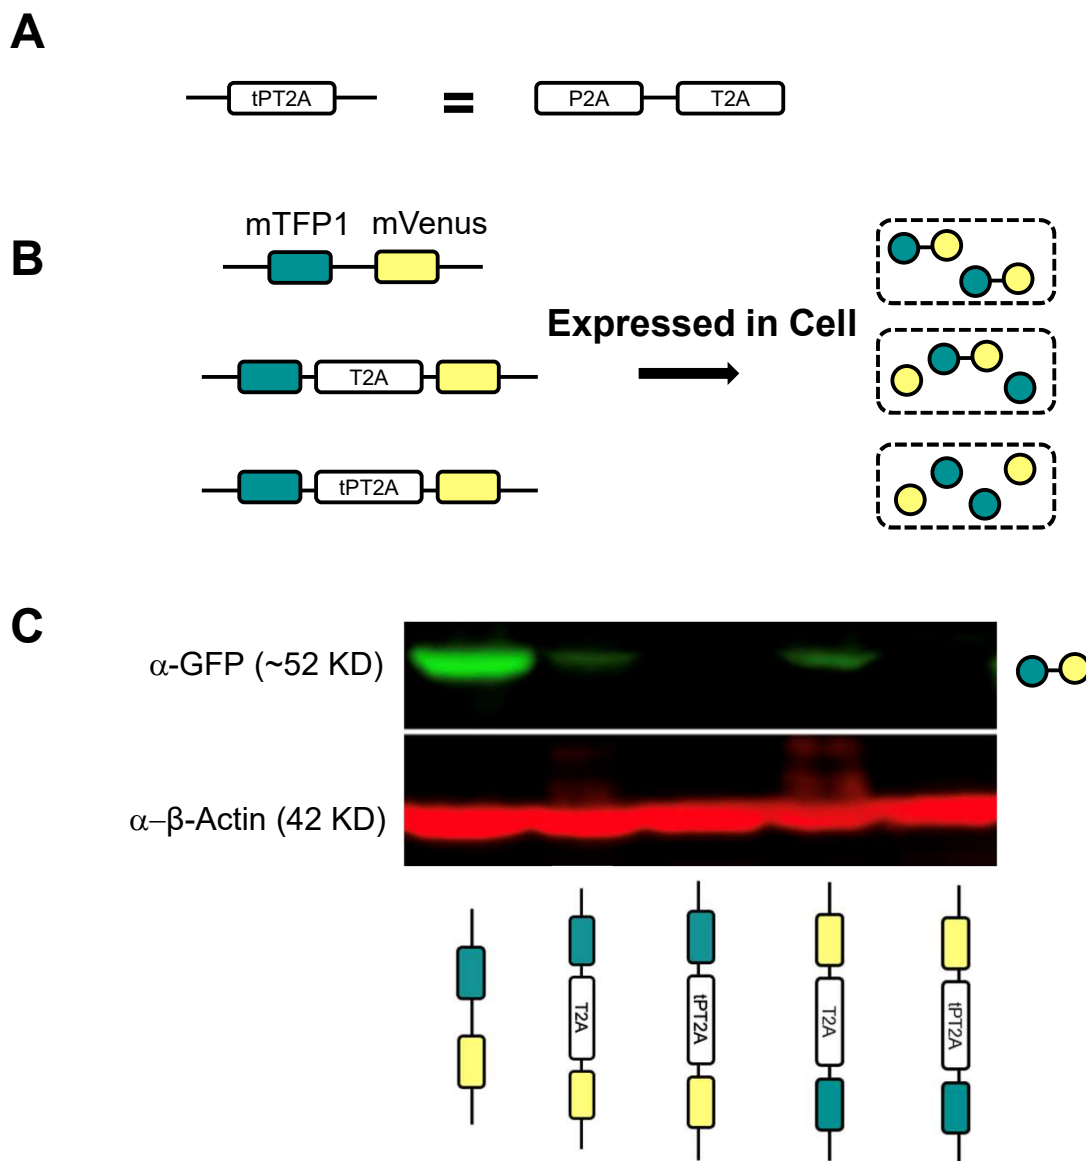 A
tPT2A = P2A T2A
mTFP1 mVenus
B
Expressed in Cell
T2A
tPT2A
C
α-GFP (~52 KD)
α–β-Actin (42 KD)
T2A tPT2A T2A tPT2A